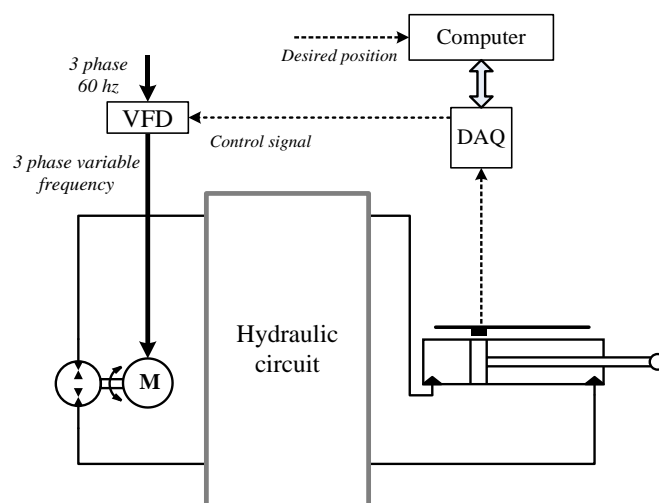 Computer
Desired position
3 phase
60 hz
VFD
DAQ
Control signal
3 phase variable
frequency
Hydraulic
circuit
M